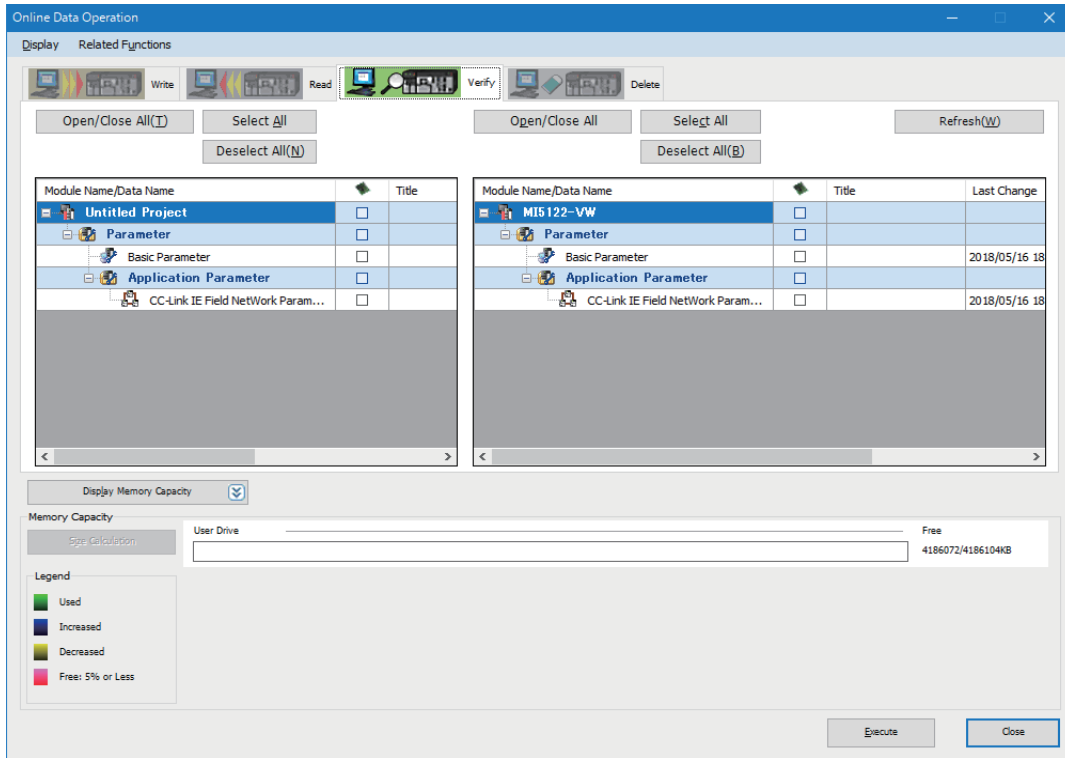 Online Data Operation
Display Related Functions
Write Read Verify Delete
Open/Close All(T) Select All Open/Close All Select All Refresh(W)
Deselect All(N) Deselect All(B)
Module Name/Data Name Title Module Name/Data Name Title Last Change
Untitled Project MI5122-VW
Parameter Parameter
Basic Parameter Basic Parameter 2018/05/16 18
Application Parameter Application Parameter
CC-Link IE Field NetWork Param... CC-Link IE Field NetWork Param... 2018/05/16 18
Display Memory Capacity
Memory Capacity
Size Calculation User Drive Free
4186072/4186104KB
Legend
Used
Increased
Decreased
Free: 5% or Less
Execute Close